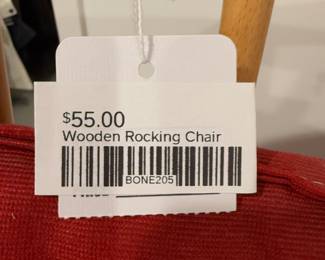 $55.00
Wooden Rocking Chair
BONE205